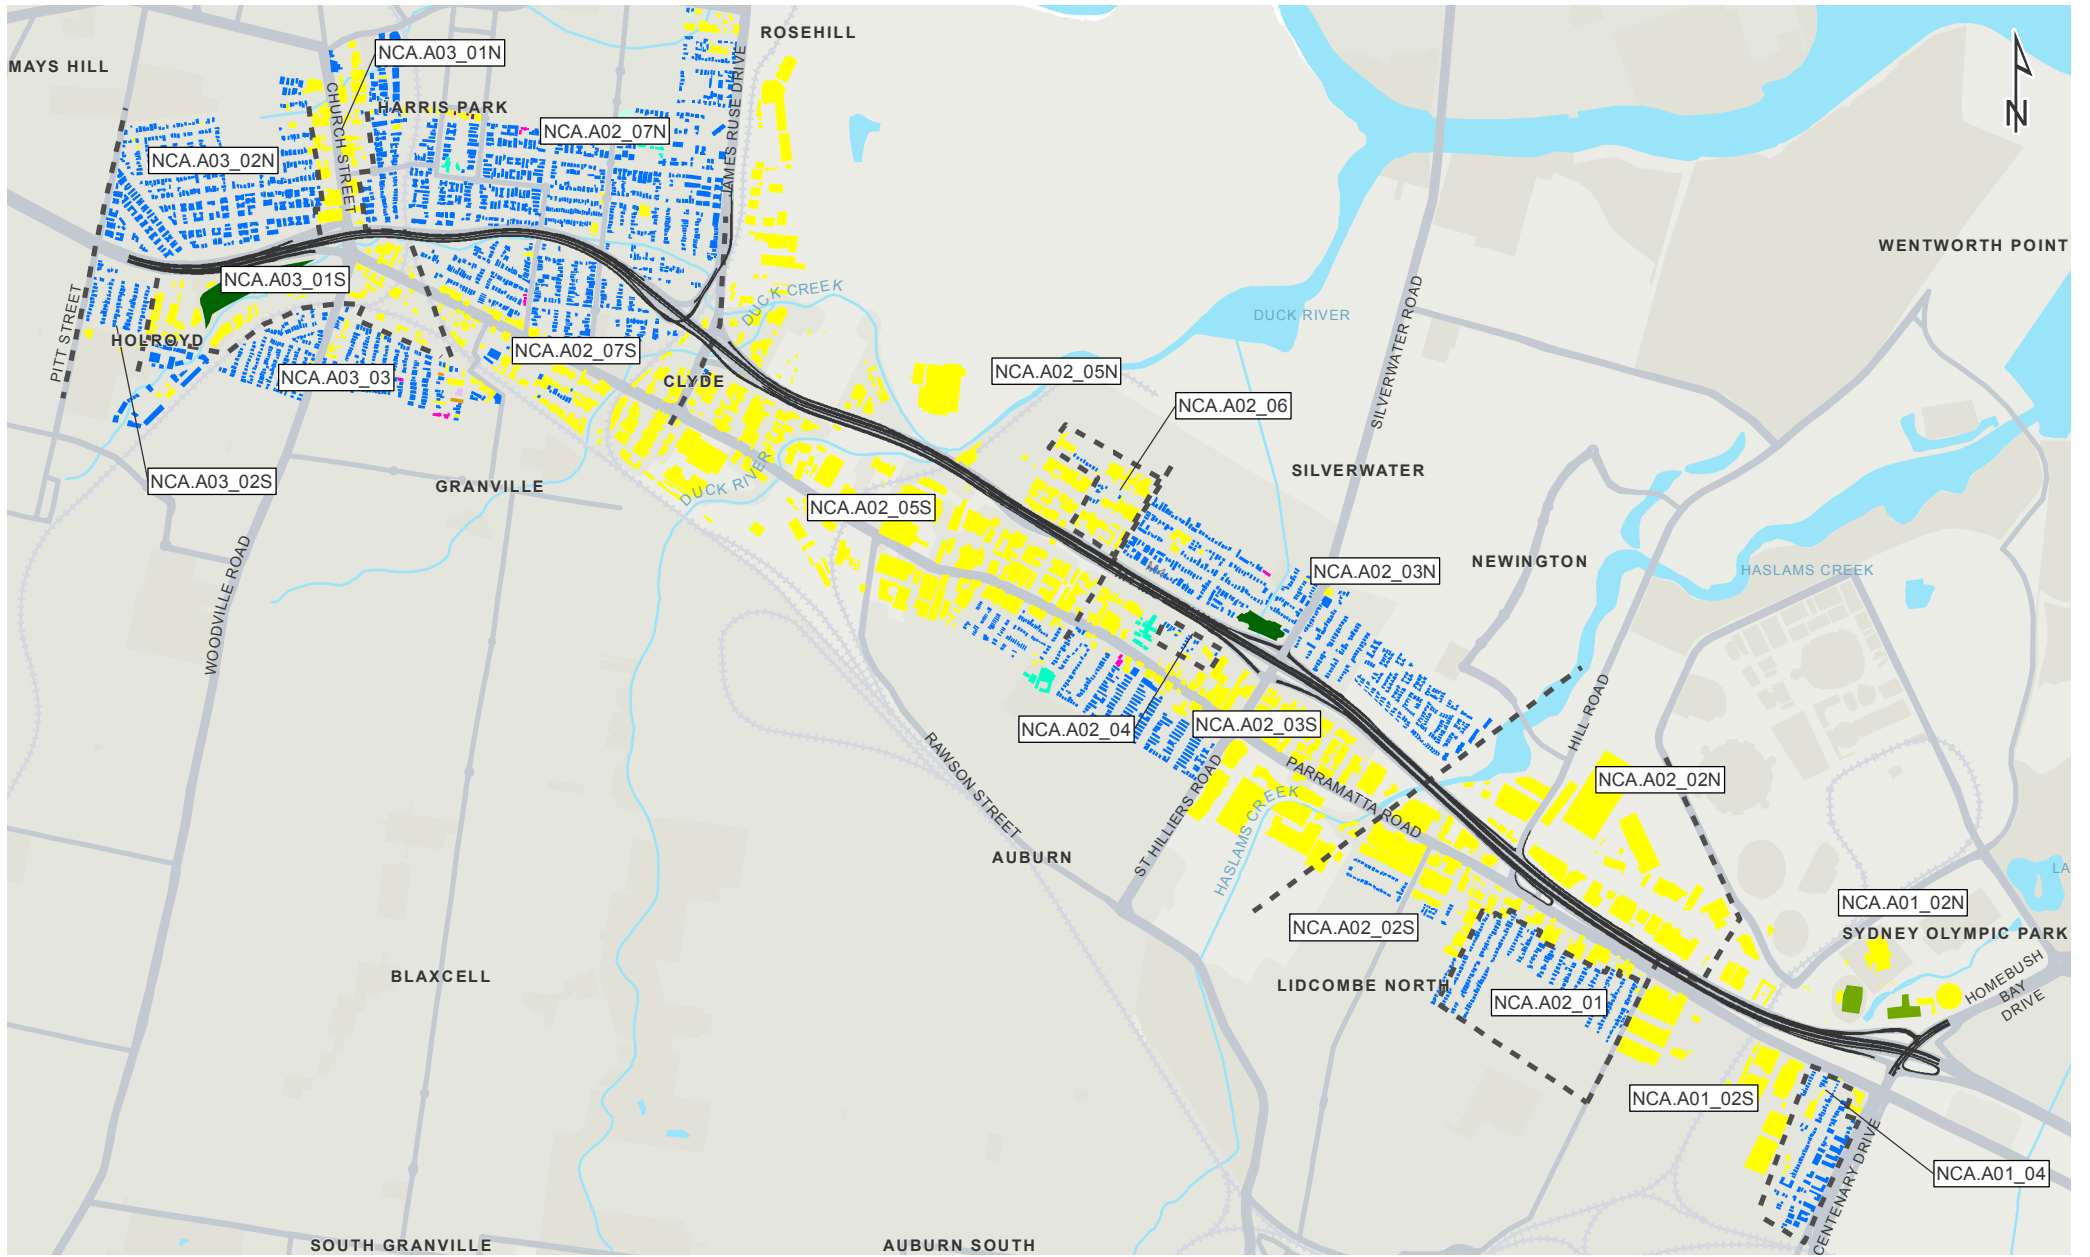 ROSEHILL
NCA.A03_01N
MAYS HILL
CHURCH STREET
HARRIS PARK
NCA.A02_07N
JAMES RUSE DRIVE
N
NCA.A03_02N
WENTWORTH POINT
NCA.A03_01S
PITT STREET
DUCK CREEK
DUCK RIVER
SILVERWATER ROAD
HOLROYD
NCA.A02_07S
NCA.A03_03
CLYDE
NCA.A02_05N
NCA.A02_06
NCA.A03_02S
GRANVILLE
DUCK RIVER
SILVERWATER
NCA.A02_05S
WOODVILLE ROAD
M4
NCA.A02_03N
NEWINGTON
HASLAMS CREEK
NCA.A02_04
NCA.A02_03S
HILL ROAD
RAWSON STREET
PARRAMATTA ROAD
NCA.A02_02N
ST HILLIERS ROAD
HASLAMS CREEK
AUBURN
LA
NCA.A01_02N
NCA.A02_02S
SYDNEY OLYMPIC PARK
BLAXCELL
LIDCOMBE NORTH
NCA.A02_01
HOMEBUSH
BAY
DRIVE
NCA.A01_02S
NCA.A01_04
CENTENARY DRIVE
SOUTH GRANVILLE
AUBURN SOUTH